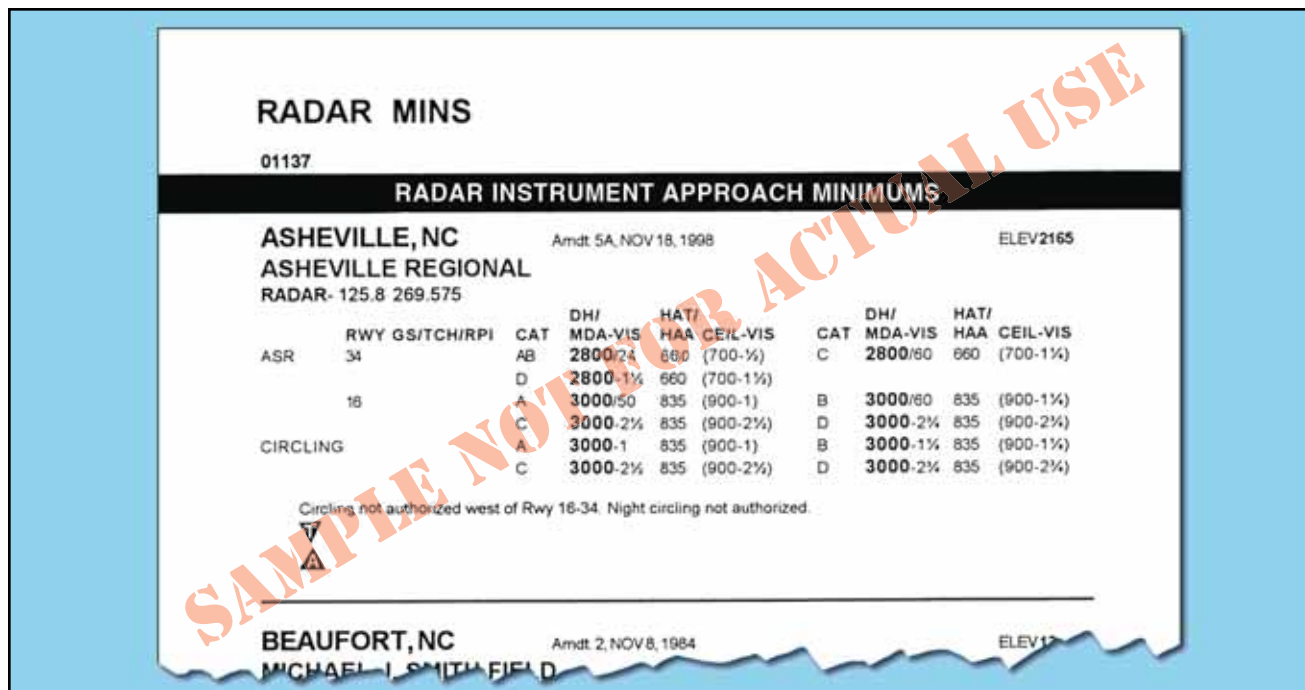 RADAR MINS
01137
RADAR INSTRUMENT APPROACH MINIMUMS
ASHEVILLE, NC Amdt 5A, NOV 18, 1998 ELEV 2165
ASHEVILLE REGIONAL
RADAR- 125.8 269.575
DH/ HAT/ DH/ HAT/
RWY GS/TCH/RPI CAT MDA-VIS HAA CEIL-VIS CAT MDA-VIS HAA CEIL-VIS
ASR 34 AB 2800/24 660 (700-½) C 2800/60 660 (700-1¼)
D 2800-1½ 660 (700-1½)
16 A 3000/50 835 (900-1) B 3000/60 835 (900-1¼)
C 3000-2½ 835 (900-2½) D 3000-2¾ 835 (900-2¾)
CIRCLING A 3000-1 835 (900-1) B 3000-1¼ 835 (900-1¼)
C 3000-2½ 835 (900-2½) D 3000-2¾ 835 (900-2¾)
Circling not authorized west of Rwy 16-34. Night circling not authorized.
T
A
BEAUFORT, NC Amdt 2, NOV 8, 1984 ELEV
MICHAEL J. SMITH FIELD
SAMPLE NOT FOR ACTUAL USE